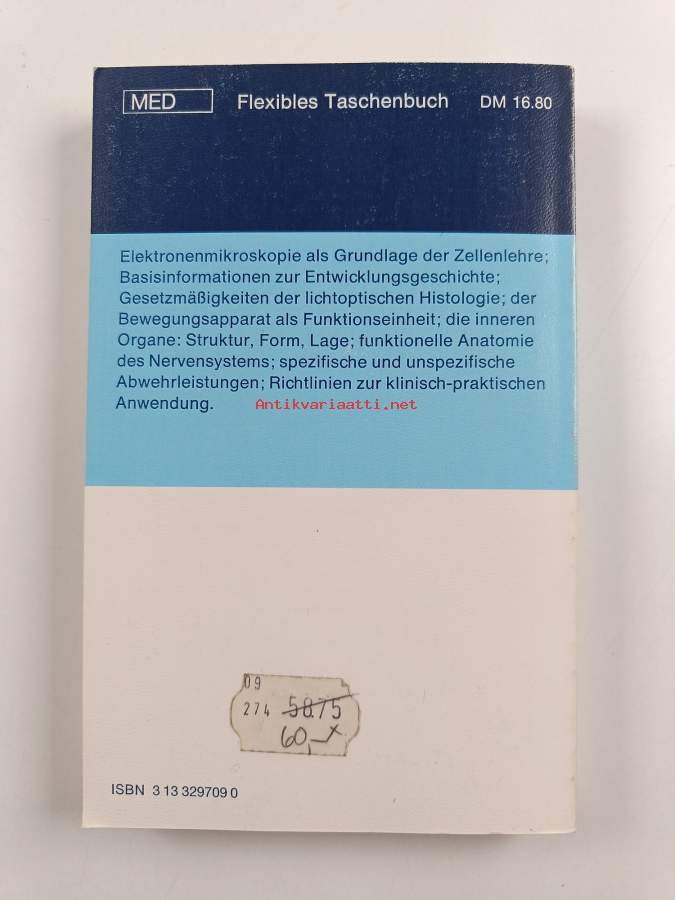 MED Flexibles Taschenbuch DM 16.80
Elektronenmikroskopie als Grundlage der Zellenlehre;
Basisinformationen zur Entwicklungsgeschichte;
Gesetzmäßigkeiten der lichtoptischen Histologie; der
Bewegungsapparat als Funktionseinheit; die inneren
Organe: Struktur, Form, Lage; funktionelle Anatomie
des Nervensystems; spezifische und unspezifische
Abwehrleistungen; Richtlinien zur klinisch-praktischen
Anwendung. Antikvariaatti.net
09
274 58.75
60,-x
ISBN 3 13 329709 0